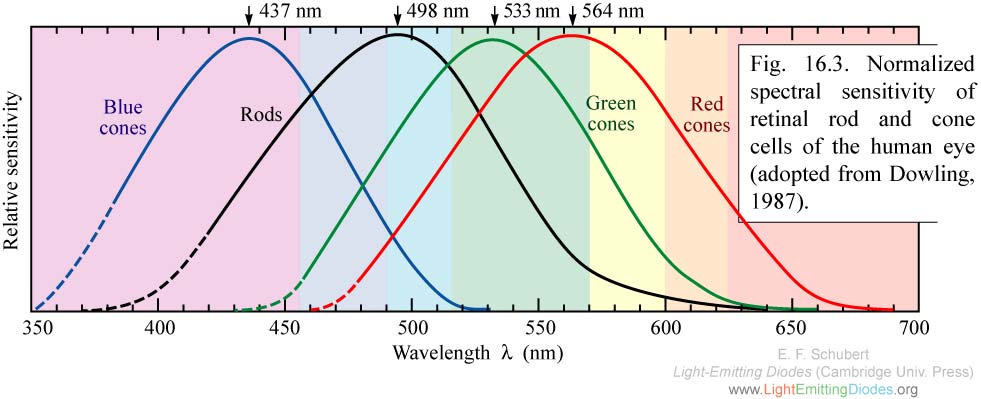 437 nm
498 nm
533 nm
564 nm
Fig. 16.3. Normalized
spectral sensitivity of
retinal rod and cone
cells of the human eye
(adopted from Dowling,
1987).
Relative sensitivity
Blue
cones
Rods
Green
cones
Red
cones
350
400
450
500
550
600
650
700
Wavelength λ (nm)
E. F. Schubert
Light-Emitting Diodes (Cambridge Univ. Press)
www.LightEmittingDiodes.org